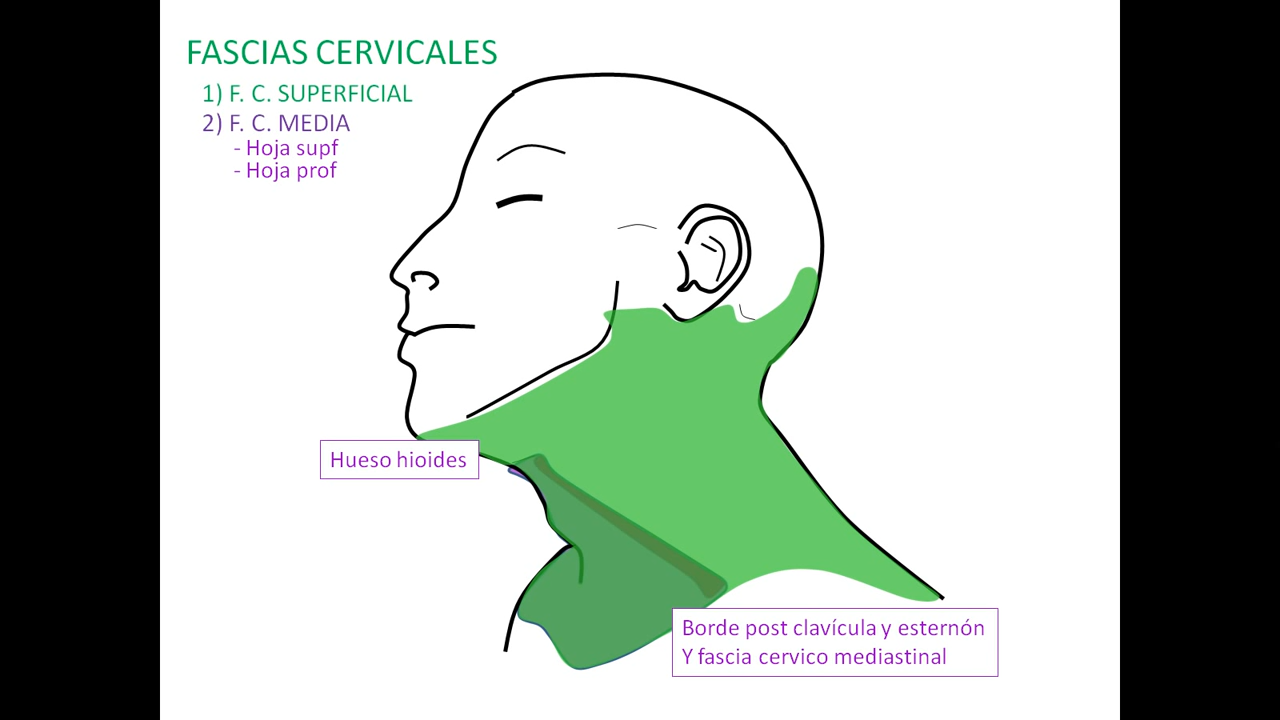 FASCIAS CERVICALES
1) F. C. SUPERFICIAL
2) F. C. MEDIA
- Hoja supf
- Hoja prof
Hueso hioides
Borde post clavícula y esternón
Y fascia cervico mediastinal